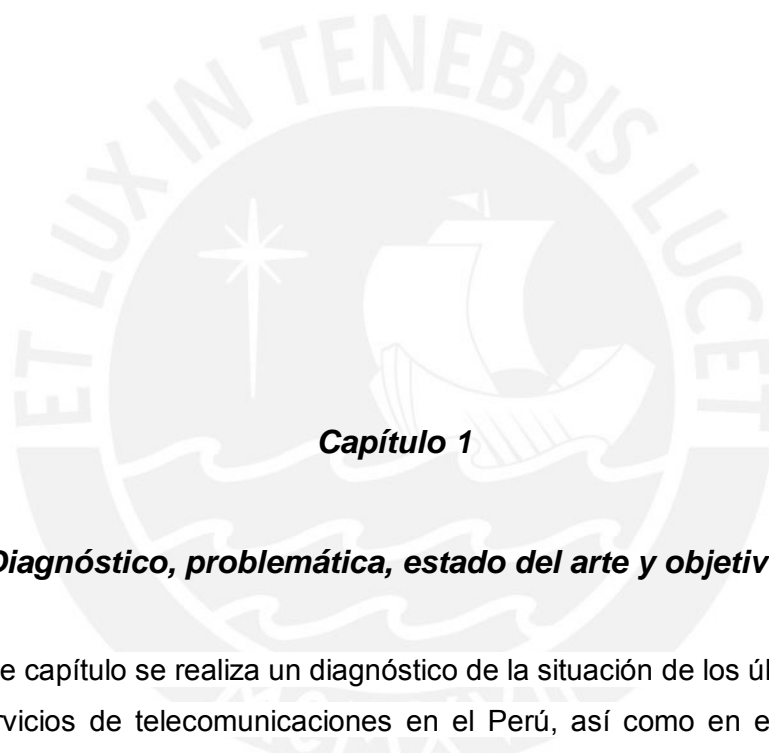 ET LUX IN TENEBRIS LUCET
Capítulo 1
Diagnóstico, problemática, estado del arte y objetiv
e capítulo se realiza un diagnóstico de la situación de los úl
rvicios de telecomunicaciones en el Perú, así como en e